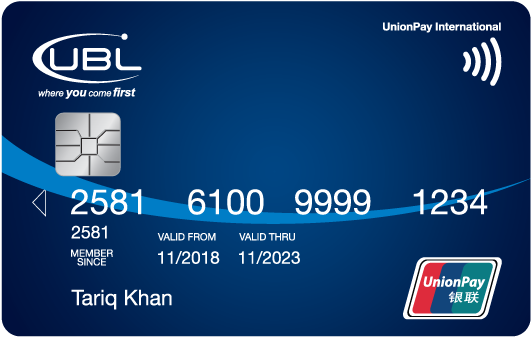 UnionPay International
UBL
where you come first
2581 6100 9999 1234
2581
MEMBER SINCE
VALID FROM
VALID THRU
11/2018
11/2023
Tariq Khan
UnionPay
银联